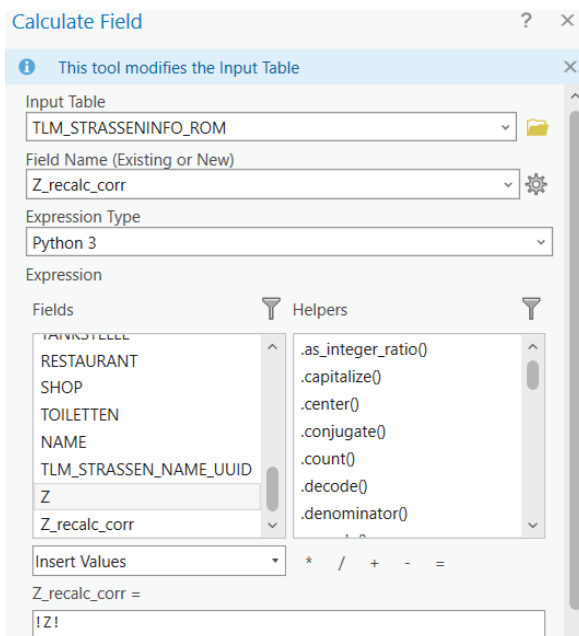 Calculate Field ? ×
This tool modifies the Input Table ×
Input Table
TLM_STRASSENINFO_ROM
Field Name (Existing or New)
Z_recalc_corr
Expression Type
Python 3
Expression
Fields
Helpers
TANKSTELLE
RESTAURANT
SHOP
TOILETTEN
NAME
TLM_STRASSEN_NAME_UUID
Z
Z_recalc_corr
.as_integer_ratio()
.capitalize()
.center()
.conjugate()
.count()
.decode()
.denominator()
Insert Values * / + - =
Z_recalc_corr =
!Z!